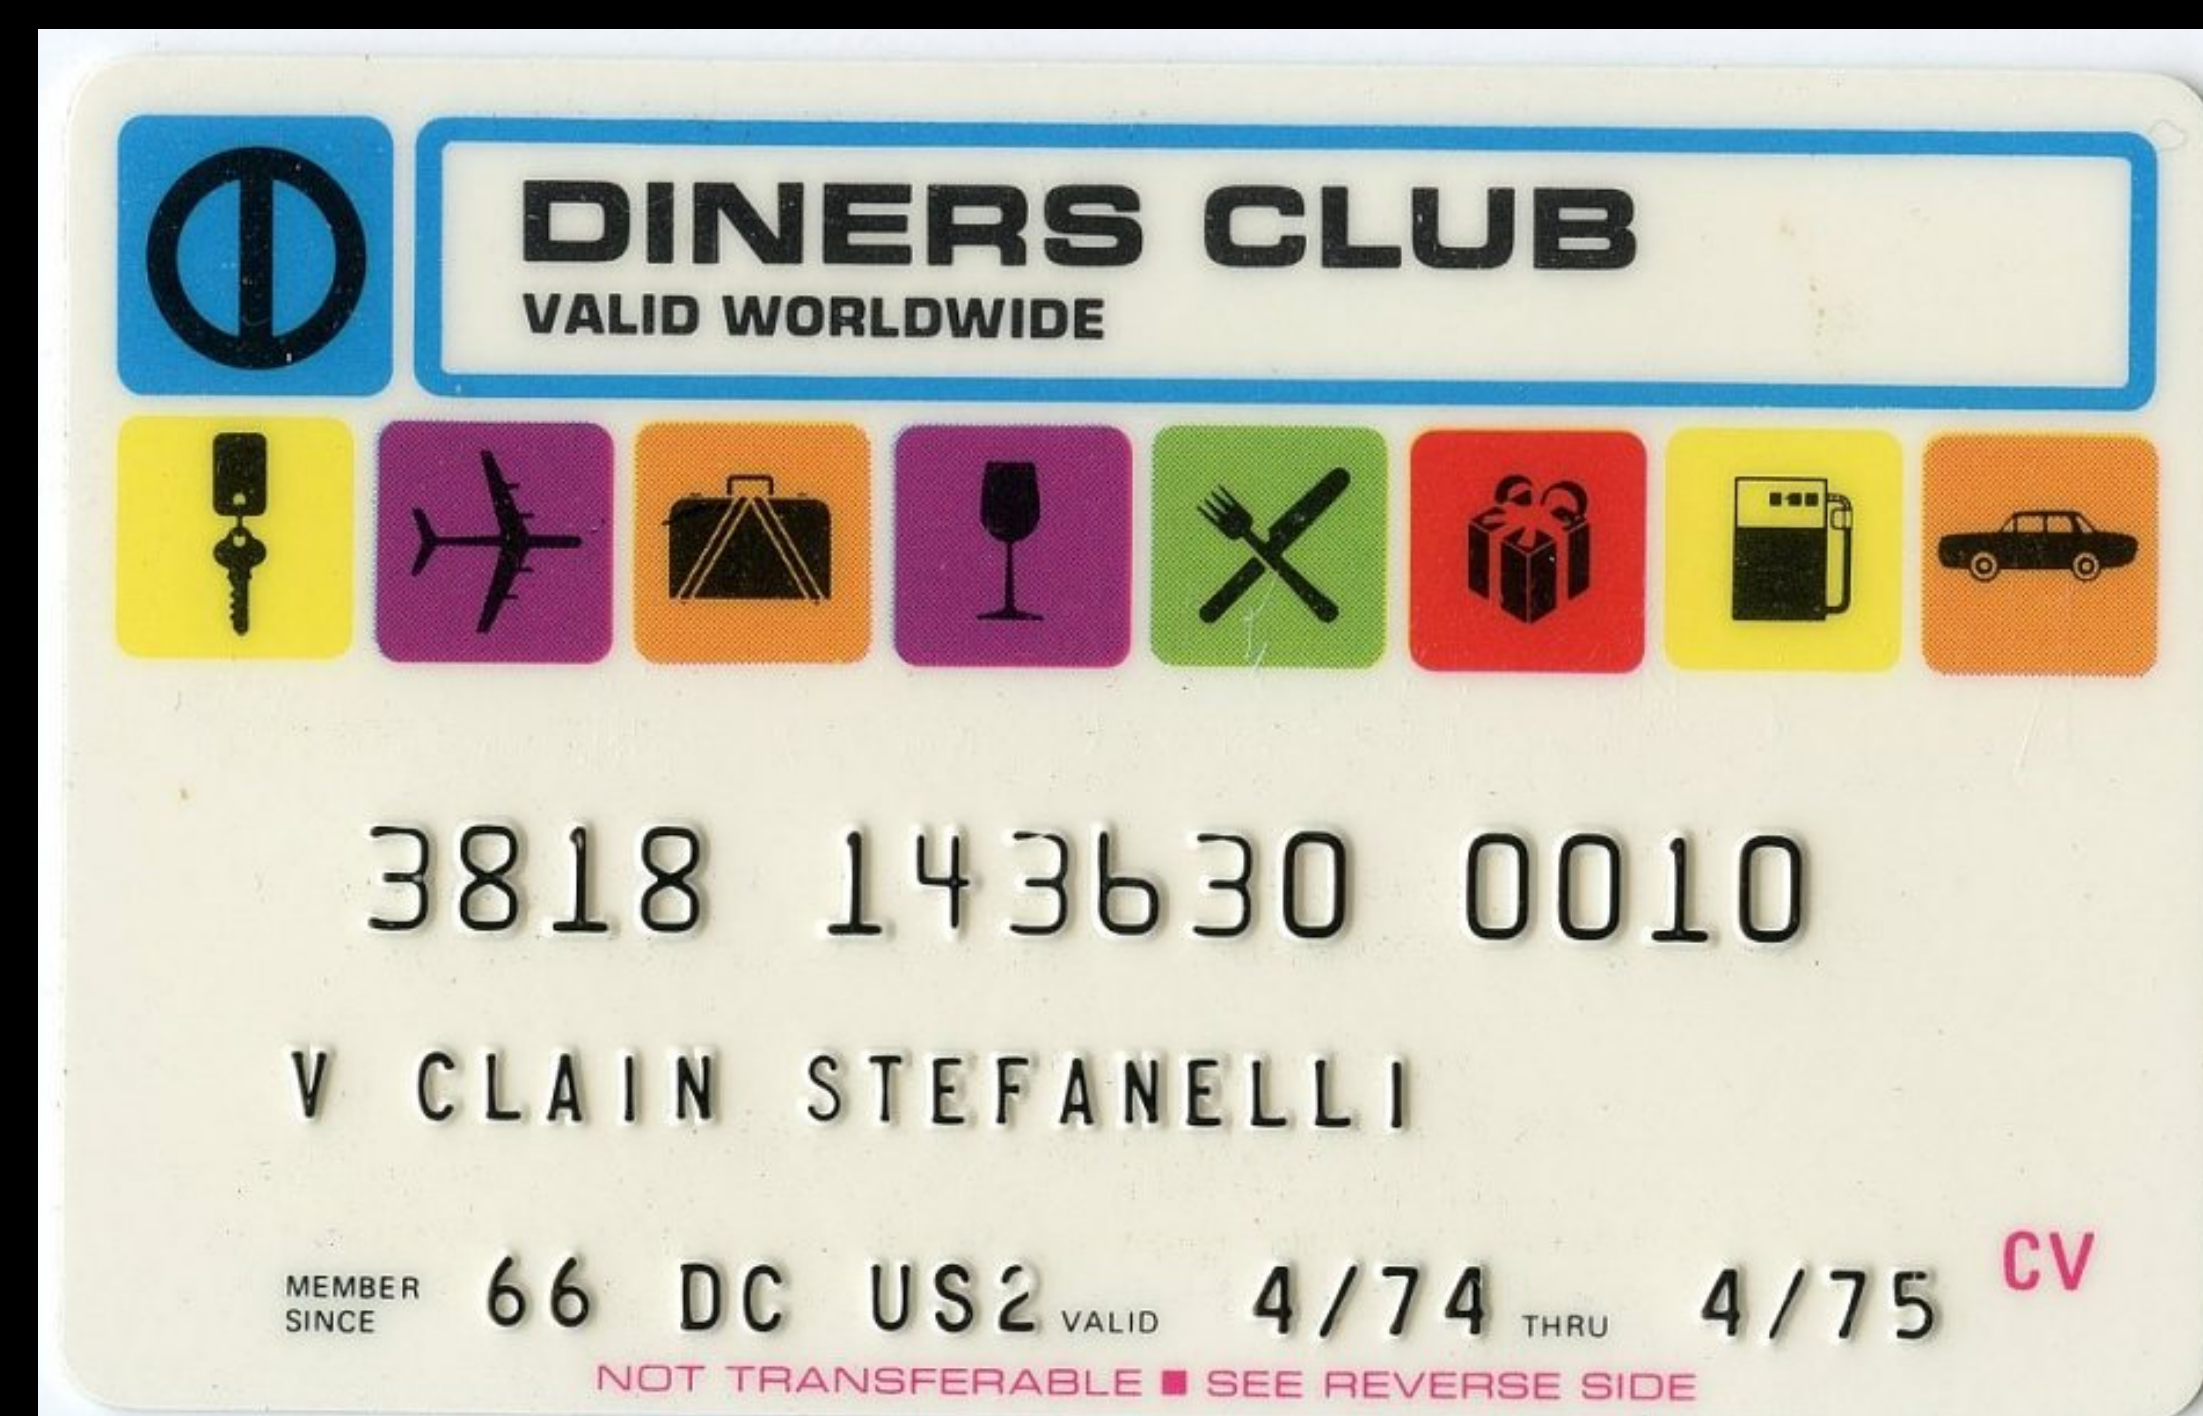 DINERS CLUB
VALID WORLDWIDE
3818 143630 0010
V CLAIN STEFANELLI
MEMBER SINCE 66 DC US2 VALID 4/74 THRU 4/75 CV
NOT TRANSFERABLE ■ SEE REVERSE SIDE